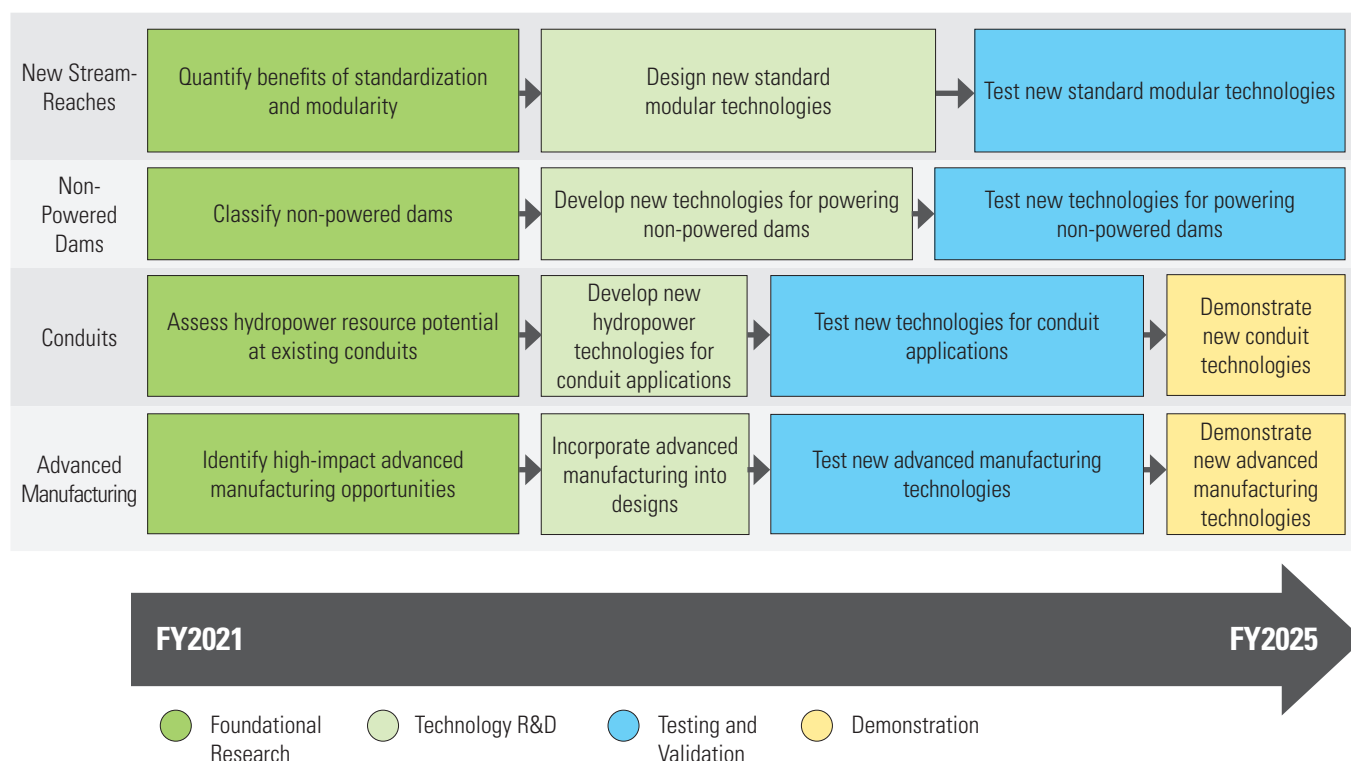 New Stream-
Reaches
Quantify benefits of standardization
and modularity
Design new standard
modular technologies
Test new standard modular technologies
Non-
Powered
Dams
Classify non-powered dams
Develop new technologies for powering
non-powered dams
Test new technologies for powering
non-powered dams
Conduits
Assess hydropower resource potential
at existing conduits
Develop new
hydropower
technologies for
conduit applications
Test new technologies for conduit
applications
Demonstrate
new conduit
technologies
Advanced
Manufacturing
Identify high-impact advanced
manufacturing opportunities
Incorporate advanced
manufacturing into
designs
Test new advanced manufacturing
technologies
Demonstrate
new advanced
manufacturing
technologies
FY2021
FY2025
Foundational
Research
Technology R&D
Testing and
Validation
Demonstration